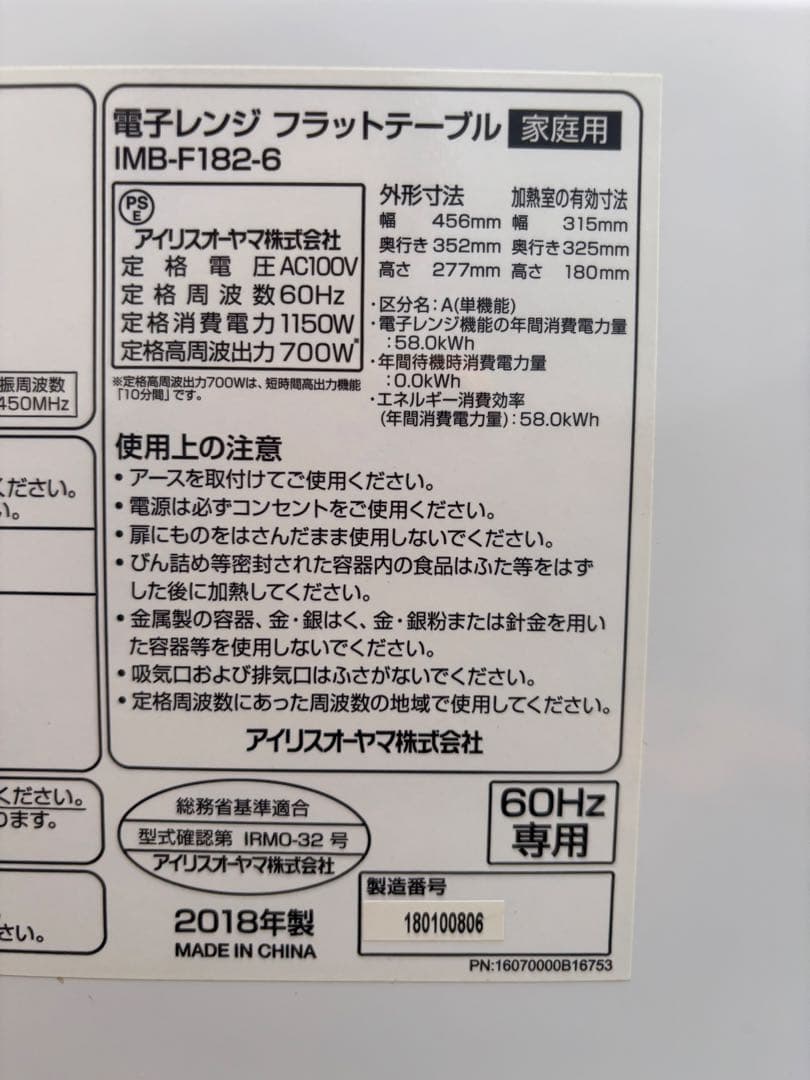 電子レンジ フラットテーブル 家庭用
IMB-F182-6
PS
E
アイリスオーヤマ株式会社
定格電圧 AC100V
定格周波数 60Hz
定格消費電力 1150W
定格高周波出力 700W※
※定格高周波出力700Wは、短時間高出力機能
「10分間」です。
外形寸法
幅 456mm
奥行き 352mm
高さ 277mm
加熱室の有効寸法
幅 315mm
奥行き 325mm
高さ 180mm
・区分名：A(単機能)
・電子レンジ機能の年間消費電力量
：58.0kWh
・年間待機時消費電力量
：0.0kWh
・エネルギー消費効率
(年間消費電力量)：58.0kWh
使用上の注意
・アースを取付けてご使用ください。
・電源は必ずコンセントをご使用ください。
・扉にものをはさんだまま使用しないでください。
・びん詰め等密封された容器内の食品はふた等をはず
した後に加熱してください。
・金属製の容器、金・銀はく、金・銀粉または針金を用い
た容器等を使用しないでください。
・吸気口および排気口はふさがないでください。
・定格周波数にあった周波数の地域で使用してください。
アイリスオーヤマ株式会社
振周波数
450MHz
ください。
い。
ください。
ります。
さい。
総務省基準適合
型式確認第 IRMO-32 号
アイリスオーヤマ株式会社
60Hz
専用
2018年製
MADE IN CHINA
製造番号
180100806
PN:16070000B16753